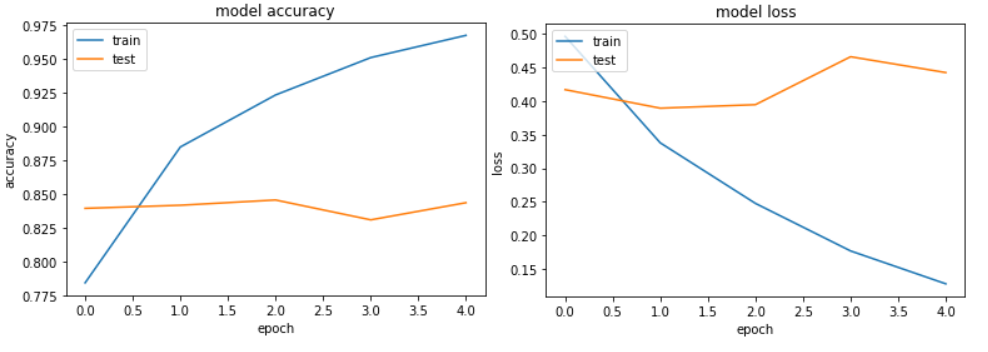 model accuracy
0.975
0.950
0.925
0.900
0.875
0.850
0.825
0.800
0.775
accuracy
train
test
0.0 0.5 1.0 1.5 2.0 2.5 3.0 3.5 4.0
epoch
model loss
0.50
0.45
0.40
0.35
0.30
0.25
0.20
0.15
loss
train
test
0.0 0.5 1.0 1.5 2.0 2.5 3.0 3.5 4.0
epoch